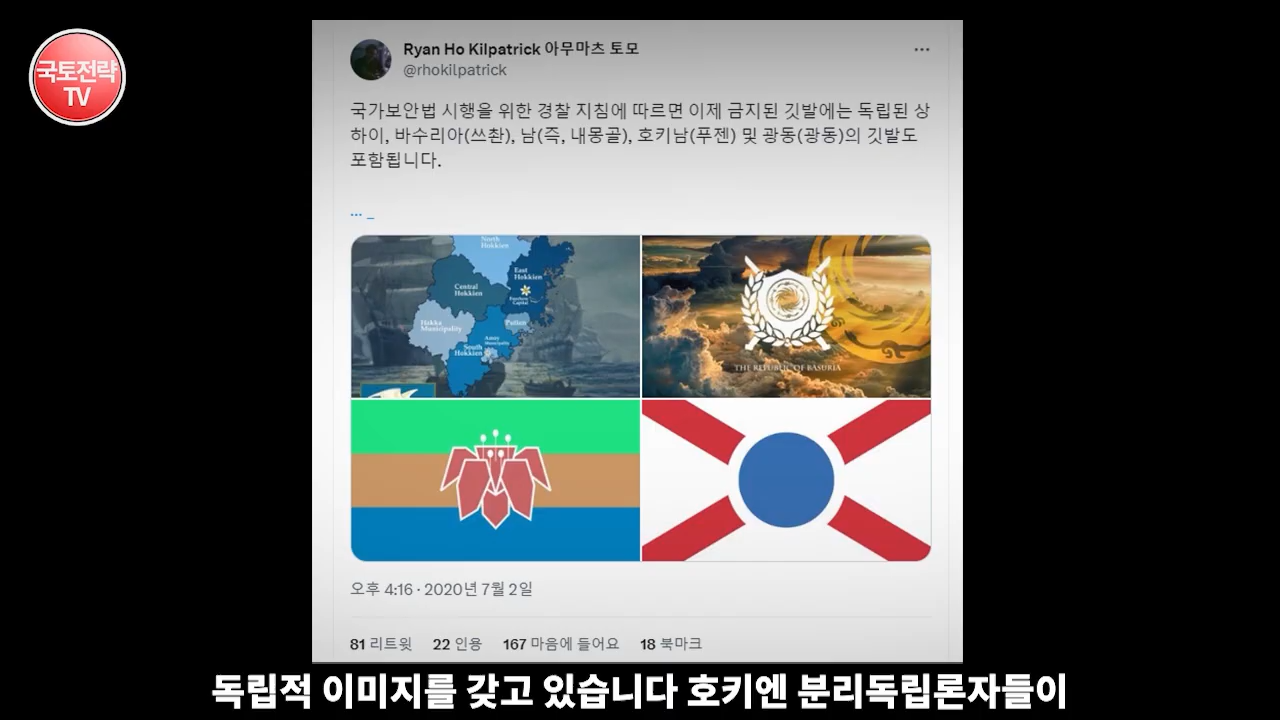 국토전략
TV
Ryan Ho Kilpatrick 아무마츠 토모
@rhokilpatrick
국가보안법 시행을 위한 경찰 지침에 따르면 이제 금지된 깃발에는 독립된 상
하이, 바수리아(쓰촨), 남(즉, 내몽골), 호키남(푸젠) 및 광동(광동)의 깃발도
포함됩니다.
... _
North
Hokkien
East
Hokkien
Central
Hokkien
Hakka
Municipality
Putien
Amoy
Municipality
South
Hokkien
THE REPUBLIC OF BASURIA
오후 4:16 · 2020년 7월 2일
81 리트윗 22 인용 167 마음에 들어요 18 북마크
독립적 이미지를 갖고 있습니다 호키엔 분리독립론자들이